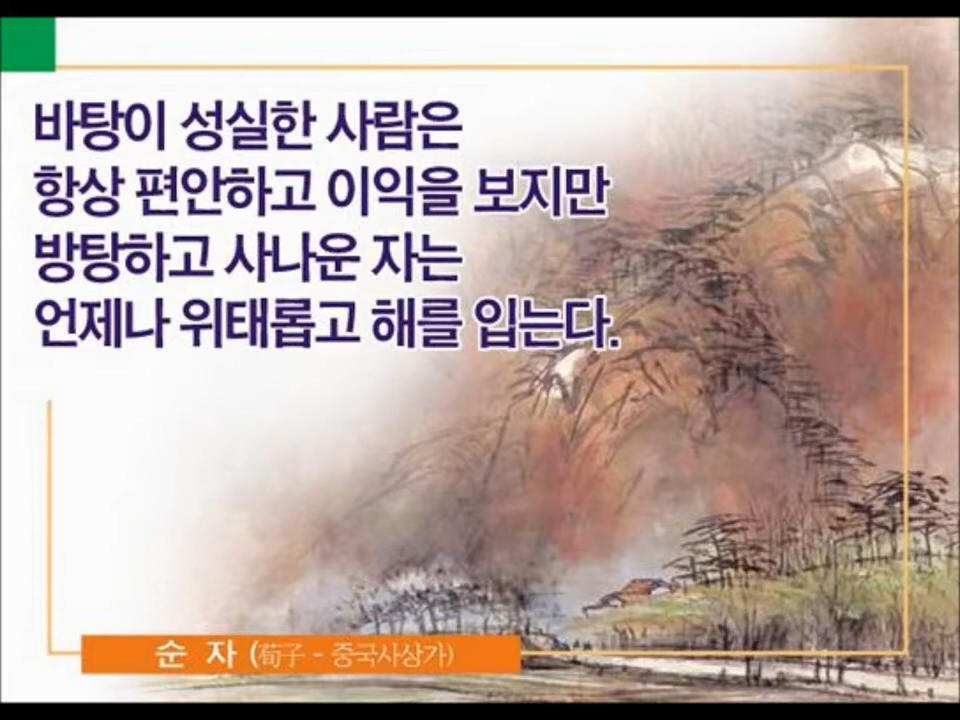 바탕이 성실한 사람은
항상 편안하고 이익을 보지만
방탕하고 사나운 자는
언제나 위태롭고 해를 입는다.
순 자 (荀子 - 중국사상가)